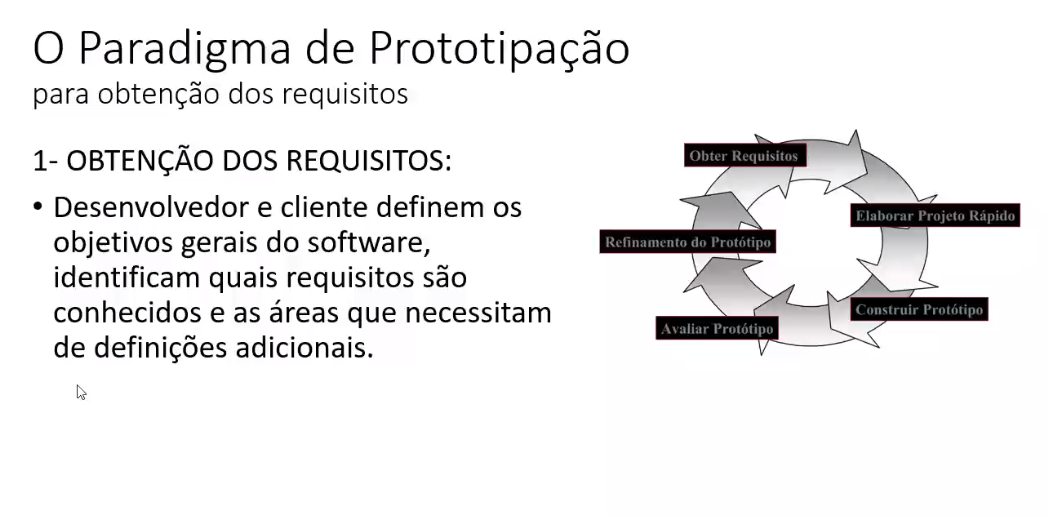 O Paradigma de Prototipação
para obtenção dos requisitos
1- OBTENÇÃO DOS REQUISITOS:
• Desenvolvedor e cliente definem os
objetivos gerais do software,
identificam quais requisitos são
conhecidos e as áreas que necessitam
de definições adicionais.
Obter Requisitos
Elaborar Projeto Rápido
Refinamento do Protótipo
Construir Protótipo
Avaliar Protótipo